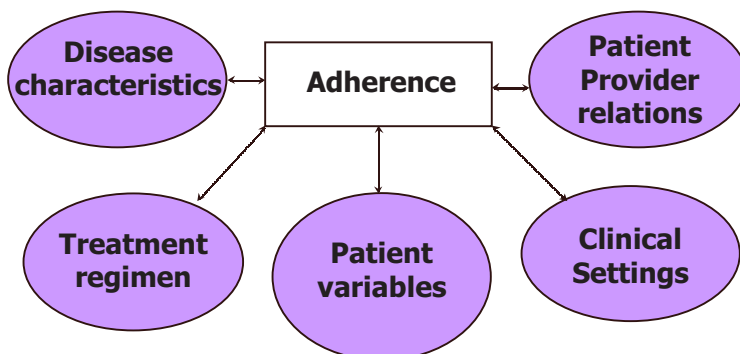 Disease
characteristics
Adherence
Patient
Provider
relations
Treatment
regimen
Patient
variables
Clinical
Settings